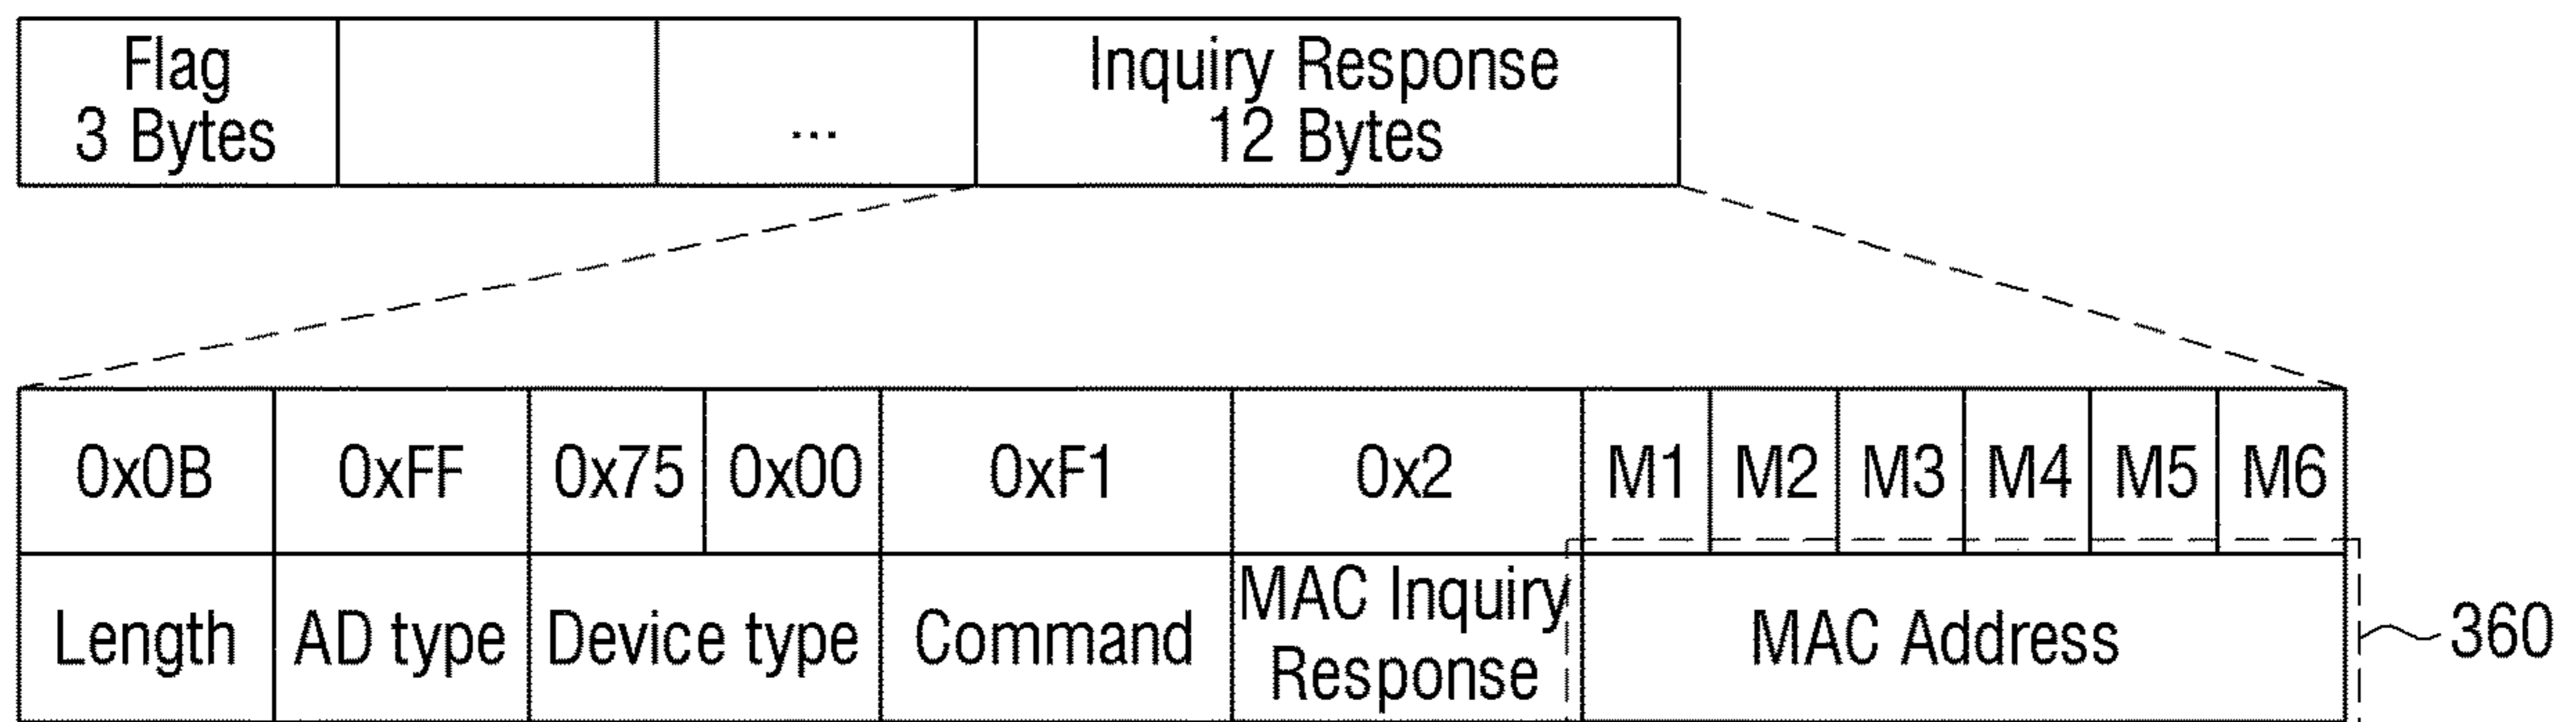 Flag
3 Bytes
...
Inquiry Response
12 Bytes
0x0B 0xFF 0x75 0x00 0xF1 0x2 M1 M2 M3 M4 M5 M6
Length AD type Device type Command MAC Inquiry
Response MAC Address
360